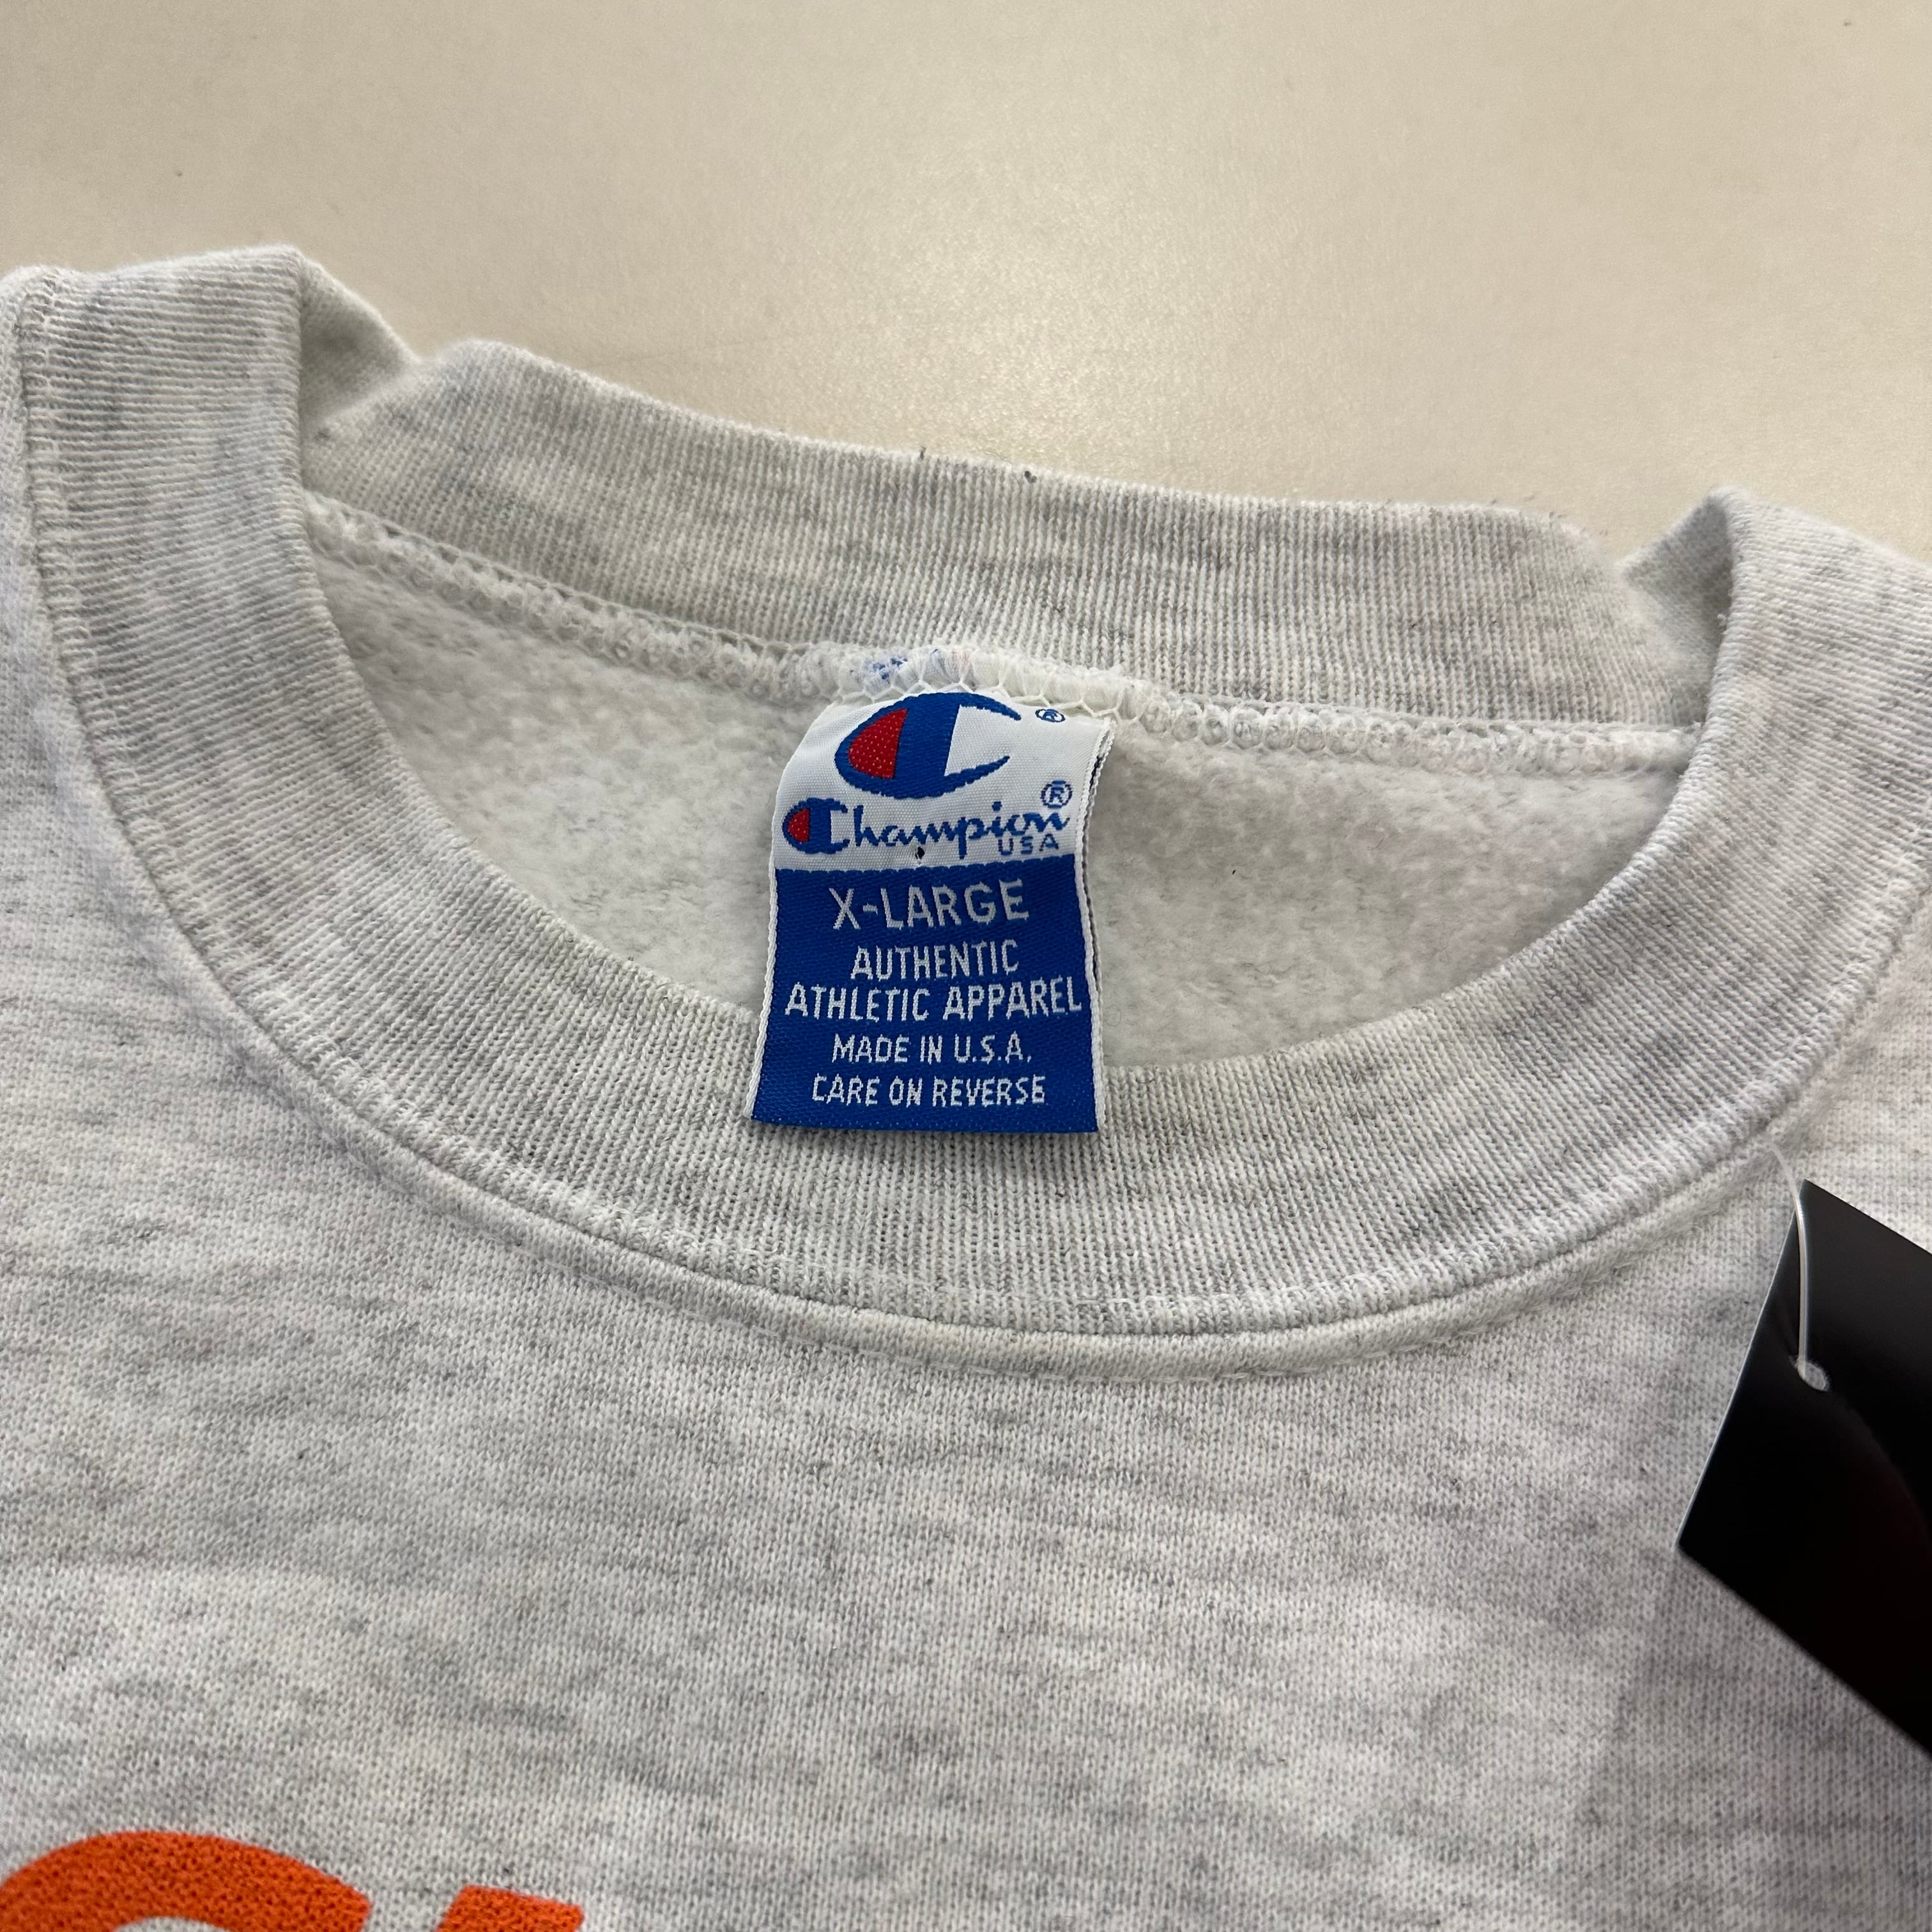 ®
Champion®
USA
X-LARGE
AUTHENTIC
ATHLETIC APPAREL
MADE IN U.S.A.
CARE ON REVERSE